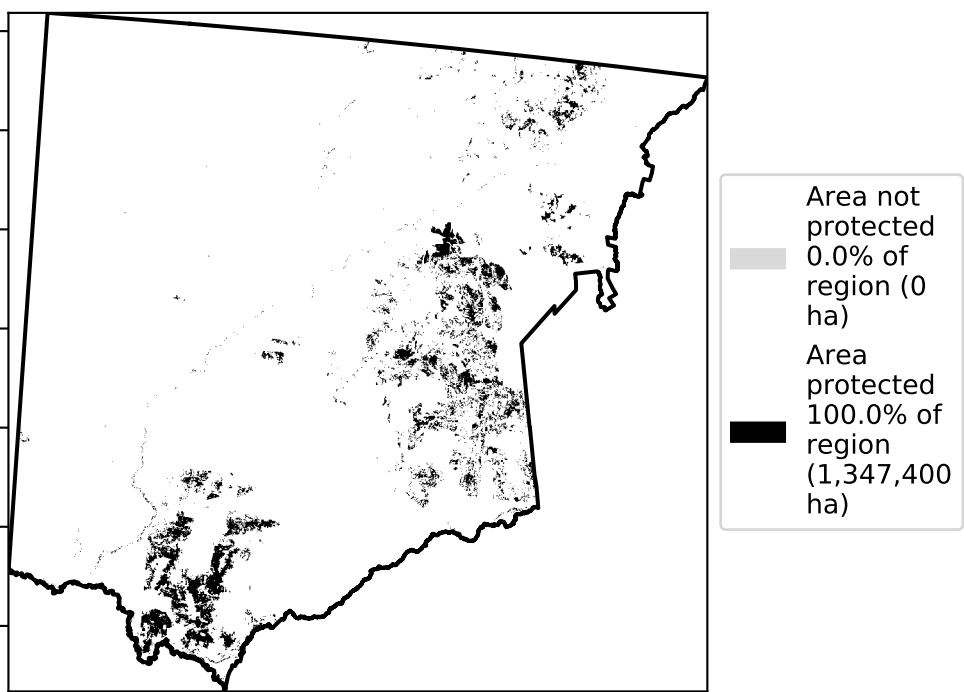 Area not
protected
0.0% of
region (0
ha)
Area
protected
100.0% of
region
(1,347,400
ha)